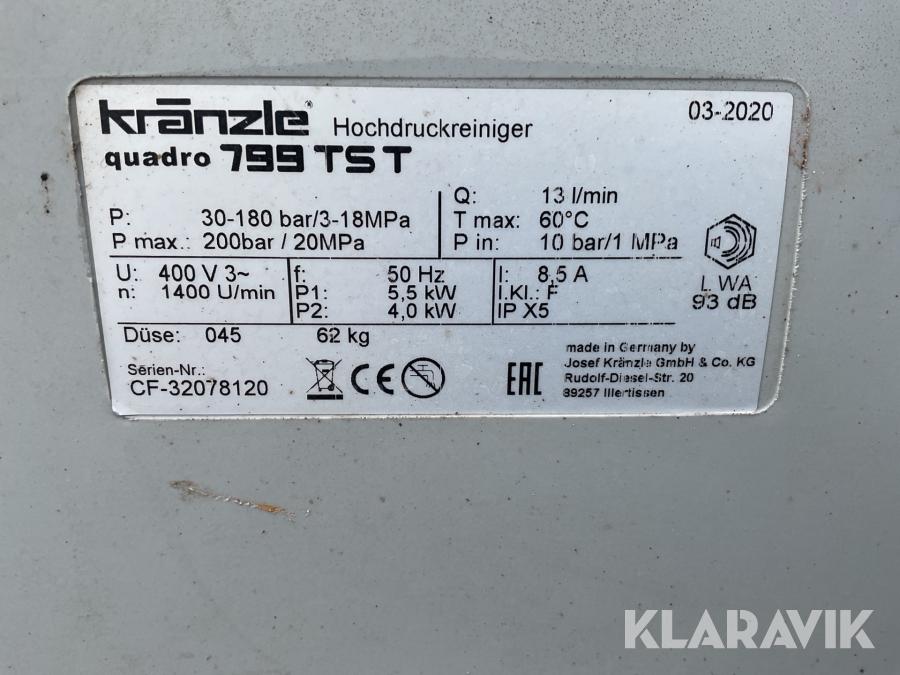 kränzle® Hochdruckreiniger 03-2020
quadro 799 TS T
P: 30-180 bar/3-18MPa
P max.: 200bar / 20MPa
Q: 13 l/min
T max: 60°C
P in: 10 bar/1 MPa
U: 400 V 3~
n: 1400 U/min
f: 50 Hz
P1: 5,5 kW
P2: 4,0 kW
I: 8,5 A
I.Kl.: F
IP X5
L WA
93 dB
Düse: 045 62 kg
Serien-Nr.:
CF-32078120
CE
EAC
made in Germany by
Josef Kränzle GmbH & Co. KG
Rudolf-Diesel-Str. 20
89257 Illertissen
KLARAVIK